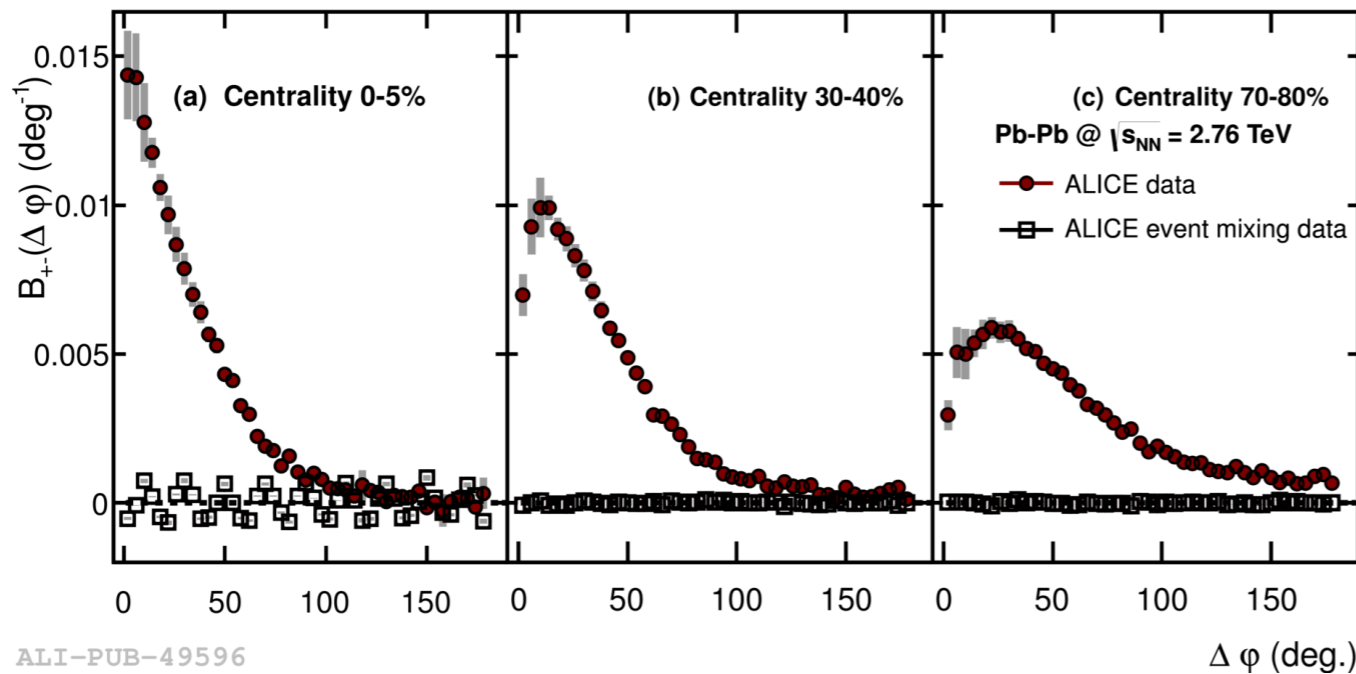 B+-(Δ φ) (deg-1)
0.015
0.01
0.005
0
(a) Centrality 0-5%
(b) Centrality 30-40%
(c) Centrality 70-80%
Pb-Pb @ √sNN = 2.76 TeV
ALICE data
ALICE event mixing data
0 50 100 150
0 50 100 150
0 50 100 150
Δ φ (deg.)
ALI-PUB-49596